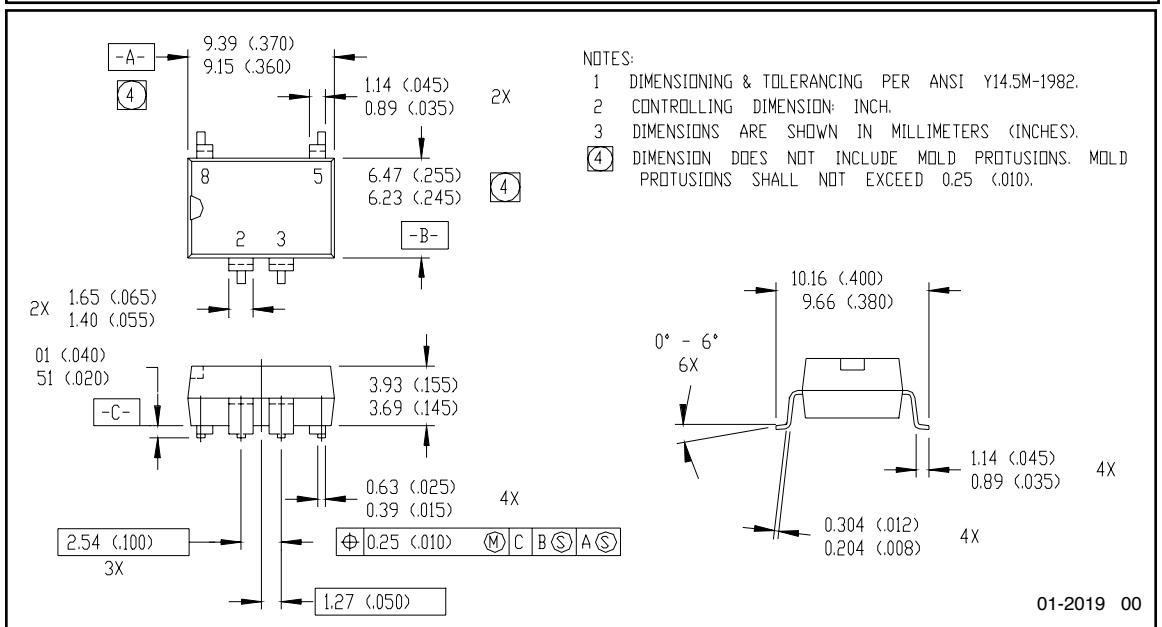 -A-
9.39 (.370)
9.15 (.360)
4
1.14 (.045)
0.89 (.035)
2X
8
5
6.47 (.255)
6.23 (.245)
4
2 3
-B-
2X
1.65 (.065)
1.40 (.055)
NOTES:
1 DIMENSIONING & TOLERANCING PER ANSI Y14.5M-1982.
2 CONTROLLING DIMENSION: INCH.
3 DIMENSIONS ARE SHOWN IN MILLIMETERS (INCHES).
4 DIMENSION DOES NOT INCLUDE MOLD PROTUSIONS. MOLD
PROTUSIONS SHALL NOT EXCEED 0.25 (.010).
01 (.040)
51 (.020)
-C-
3.93 (.155)
3.69 (.145)
0.63 (.025)
0.39 (.015)
4X
2.54 (.100)
3X
⌖ 0.25 (.010) Ⓜ C B Ⓢ A Ⓢ
1.27 (.050)
10.16 (.400)
9.66 (.380)
0° - 6°
6X
1.14 (.045)
0.89 (.035)
4X
0.304 (.012)
0.204 (.008)
4X
01-2019 00